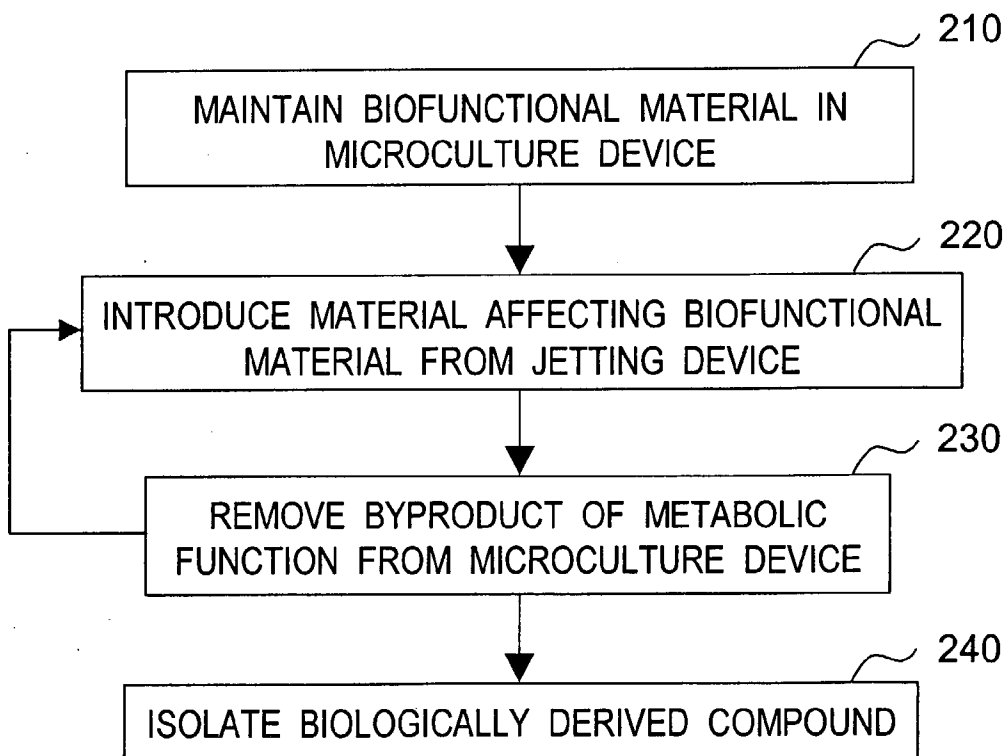 210
MAINTAIN BIOFUNCTIONAL MATERIAL IN
MICROCULTURE DEVICE
220
INTRODUCE MATERIAL AFFECTING BIOFUNCTIONAL
MATERIAL FROM JETTING DEVICE
230
REMOVE BYPRODUCT OF METABOLIC
FUNCTION FROM MICROCULTURE DEVICE
240
ISOLATE BIOLOGICALLY DERIVED COMPOUND